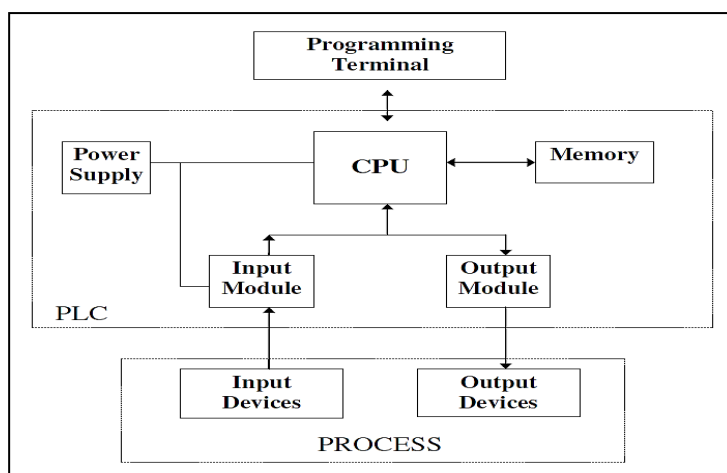 Programming
Terminal
Power
Supply
CPU
Memory
Input
Module
Output
Module
PLC
Input
Devices
Output
Devices
PROCESS